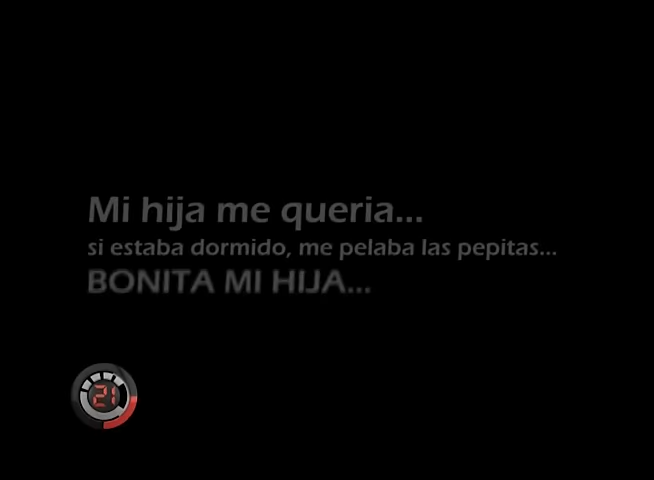 Mi hija me queria...
si estaba dormido, me pelaba las pepitas...
BONITA MI HIJA...
21